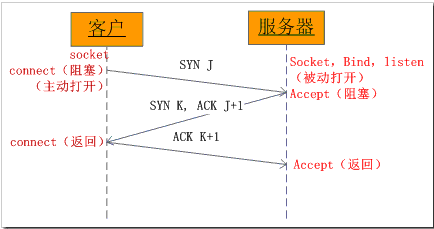 客户
服务器
socket
connect（阻塞）
（主动打开）
SYN J
Socket，Bind，listen
（被动打开）
Accept（阻塞）
SYN K, ACK J+1
connect（返回）
ACK K+1
Accept（返回）